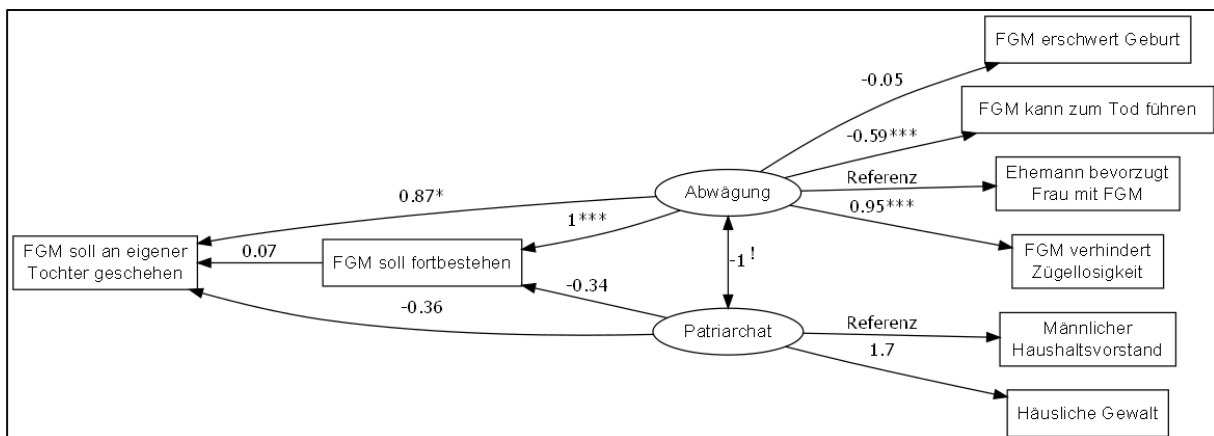 FGM erschwert Geburt
-0.05
FGM kann zum Tod führen
-0.59***
Referenz
Ehemann bevorzugt
Frau mit FGM
Abwägung
0.87*
0.95***
1***
FGM verhindert
Zügellosigkeit
FGM soll an eigener
Tochter geschehen
0.07
FGM soll fortbestehen
-1!
-0.34
-0.36
Patriarchat
Referenz
Männlicher
Haushaltsvorstand
1.7
Häusliche Gewalt